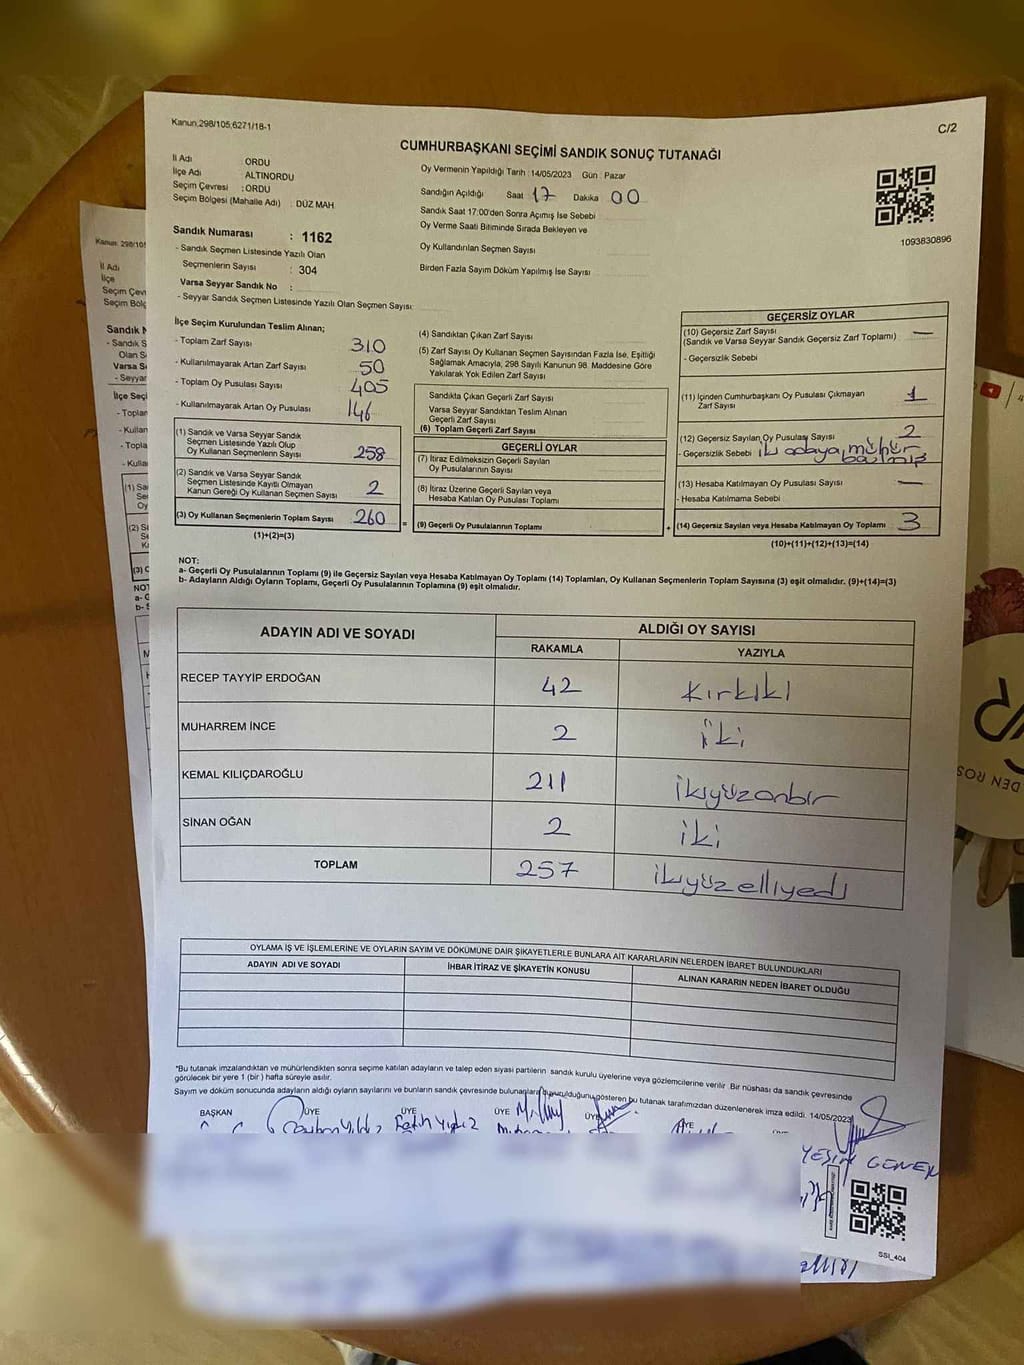 Kanun.298/105;6271/18-1
C/2
CUMHURBAŞKANI SEÇİMİ SANDIK SONUÇ TUTANAĞI
İl Adı : ORDU
İlçe Adı : ALTINORDU
Seçim Çevresi : ORDU
Seçim Bölgesi (Mahalle Adı) : DÜZ MAH
Oy Vermenin Yapıldığı Tarih : 14/05/2023 Gün : Pazar
Sandığın Açıldığı Saat 17 Dakika 00
Sandık Saat 17:00'den Sonra Açımış İse Sebebi
Oy Verme Saati Bitiminde Sırada Bekleyen ve
Oy Kullandırılan Seçmen Sayısı
Birden Fazla Sayım Döküm Yapılmış İse Sayısı
1093830896
Sandık Numarası : 1162
- Sandık Seçmen Listesinde Yazılı Olan
Seçmenlerin Sayısı : 304
Varsa Seyyar Sandık No :
- Seyyar Sandık Seçmen Listesinde Yazılı Olan Seçmen Sayısı:
İlçe Seçim Kurulundan Teslim Alınan;
- Toplam Zarf Sayısı 310
- Kullanılmayarak Artan Zarf Sayısı 50
- Toplam Oy Pusulası Sayısı 405
- Kullanılmayarak Artan Oy Pusulası 146
(1) Sandık ve Varsa Seyyar Sandık
Seçmen Listesinde Yazılı Olup
Oy Kullanan Seçmenlerin Sayısı 258
(2) Sandık ve Varsa Seyyar Sandık
Seçmen Listesinde Kayıtlı Olmayan
Kanun Gereği Oy Kullanan Seçmen Sayısı 2
(3) Oy Kullanan Seçmenlerin Toplam Sayısı 260 =
(1)+(2)=(3)
(4) Sandıktan Çıkan Zarf Sayısı
(5) Zarf Sayısı Oy Kullanan Seçmen Sayısından Fazla İse, Eşitliği
Sağlamak Amacıyla; 298 Sayılı Kanunun 98. Maddesine Göre
Yakılarak Yok Edilen Zarf Sayısı
Sandıkta Çıkan Geçerli Zarf Sayısı
Varsa Seyyar Sandıktan Teslim Alınan
Geçerli Zarf Sayısı
(6) Toplam Geçerli Zarf Sayısı
GEÇERLİ OYLAR
(7) İtiraz Edilmeksizin Geçerli Sayılan
Oy Pusulalarının Sayısı
(8) İtiraz Üzerine Geçerli Sayılan veya
Hesaba Katılan Oy Pusulası Toplamı
(9) Geçerli Oy Pusulalarının Toplamı +
GEÇERSİZ OYLAR
(10) Geçersiz Zarf Sayısı —
(Sandık ve Varsa Seyyar Sandık Geçersiz Zarf Toplamı)
- Geçersizlik Sebebi
(11) İçinden Cumhurbaşkanı Oy Pusulası Çıkmayan
Zarf Sayısı 1
(12) Geçersiz Sayılan Oy Pusulası Sayısı 2
- Geçersizlik Sebebi iki adaya mühür
basılmış
(13) Hesaba Katılmayan Oy Pusulası Sayısı —
- Hesaba Katılmama Sebebi
(14) Geçersiz Sayılan veya Hesaba Katılmayan Oy Toplamı 3
(10)+(11)+(12)+(13)=(14)
NOT:
a- Geçerli Oy Pusulalarının Toplamı (9) ile Geçersiz Sayılan veya Hesaba Katılmayan Oy Toplamı (14) Toplamları, Oy Kullanan Seçmenlerin Toplam Sayısına (3) eşit olmalıdır. (9)+(14)=(3)
b- Adayların Aldığı Oyların Toplamı, Geçerli Oy Pusulalarının Toplamına (9) eşit olmalıdır.
ADAYIN ADI VE SOYADI
ALDIĞI OY SAYISI
RAKAMLA YAZIYLA
RECEP TAYYİP ERDOĞAN 42 kırkiki
MUHARREM İNCE 2 iki
KEMAL KILIÇDAROĞLU 211 ikiyüzonbir
SİNAN OĞAN 2 iki
TOPLAM 257 ikiyüzelliyedi
OYLAMA İŞ VE İŞLEMLERİNE VE OYLARIN SAYIM VE DÖKÜMÜNE DAİR ŞİKAYETLERLE BUNLARA AİT KARARLARIN NELERDEN İBARET BULUNDUKLARI
ADAYIN ADI VE SOYADI İHBAR İTİRAZ VE ŞİKAYETİN KONUSU ALINAN KARARIN NEDEN İBARET OLDUĞU
*Bu tutanak imzalandıktan ve mühürlendikten sonra seçime katılan adayların ve talep eden siyasi partilerin sandık kurulu üyelerine veya gözlemcilerine verilir. Bir nüshası da sandık çevresinde
görülecek bir yere 1 (bir) hafta süreyle asılır.
Sayım ve döküm sonucunda adayların aldığı oyların sayılarını ve bunların sandık çevresinde bulunanlara duyurulduğunu gösteren bu tutanak tarafımızdan düzenlenerek imza edildi. 14/05/2023
BAŞKAN ÜYE ÜYE ÜYE ÜYE ÜYE
YEŞİM
SSI_404